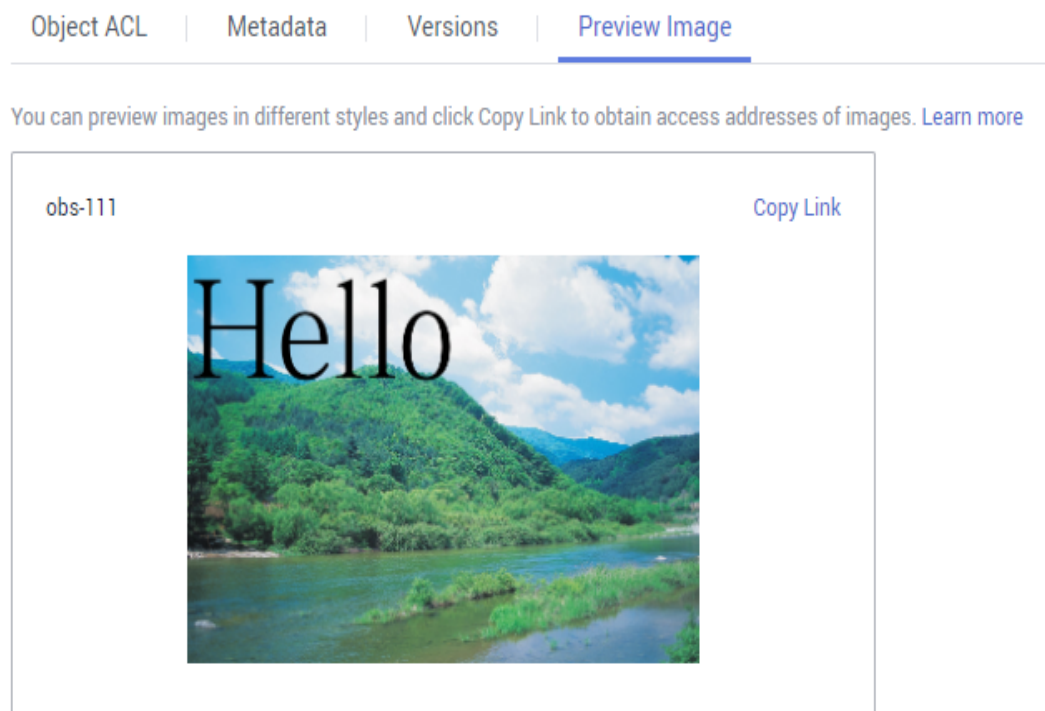 Object ACL Metadata Versions Preview Image
You can preview images in different styles and click Copy Link to obtain access addresses of images. Learn more
obs-111 Copy Link
Hello